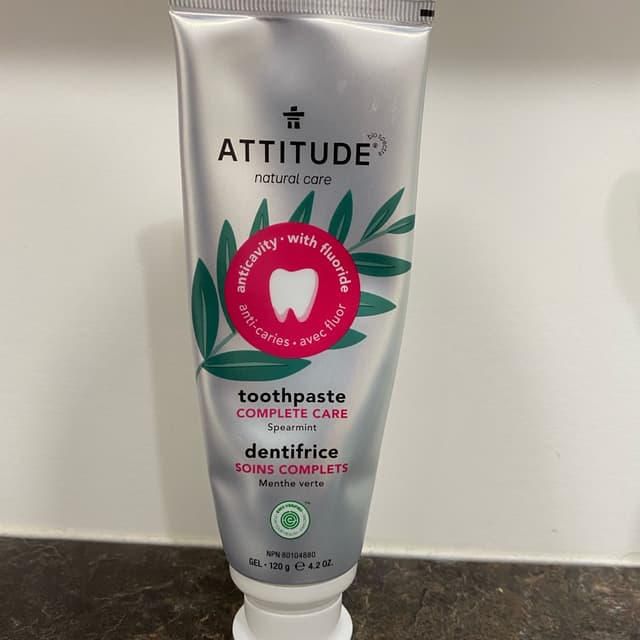 ATTITUDE®
natural care
anticavity · with fluoride
anti-caries · avec fluor
toothpaste
COMPLETE CARE
Spearmint
dentifrice
SOINS COMPLETS
Menthe verte
NPN 80104880
GEL · 120 g ℮ 4.2 OZ.